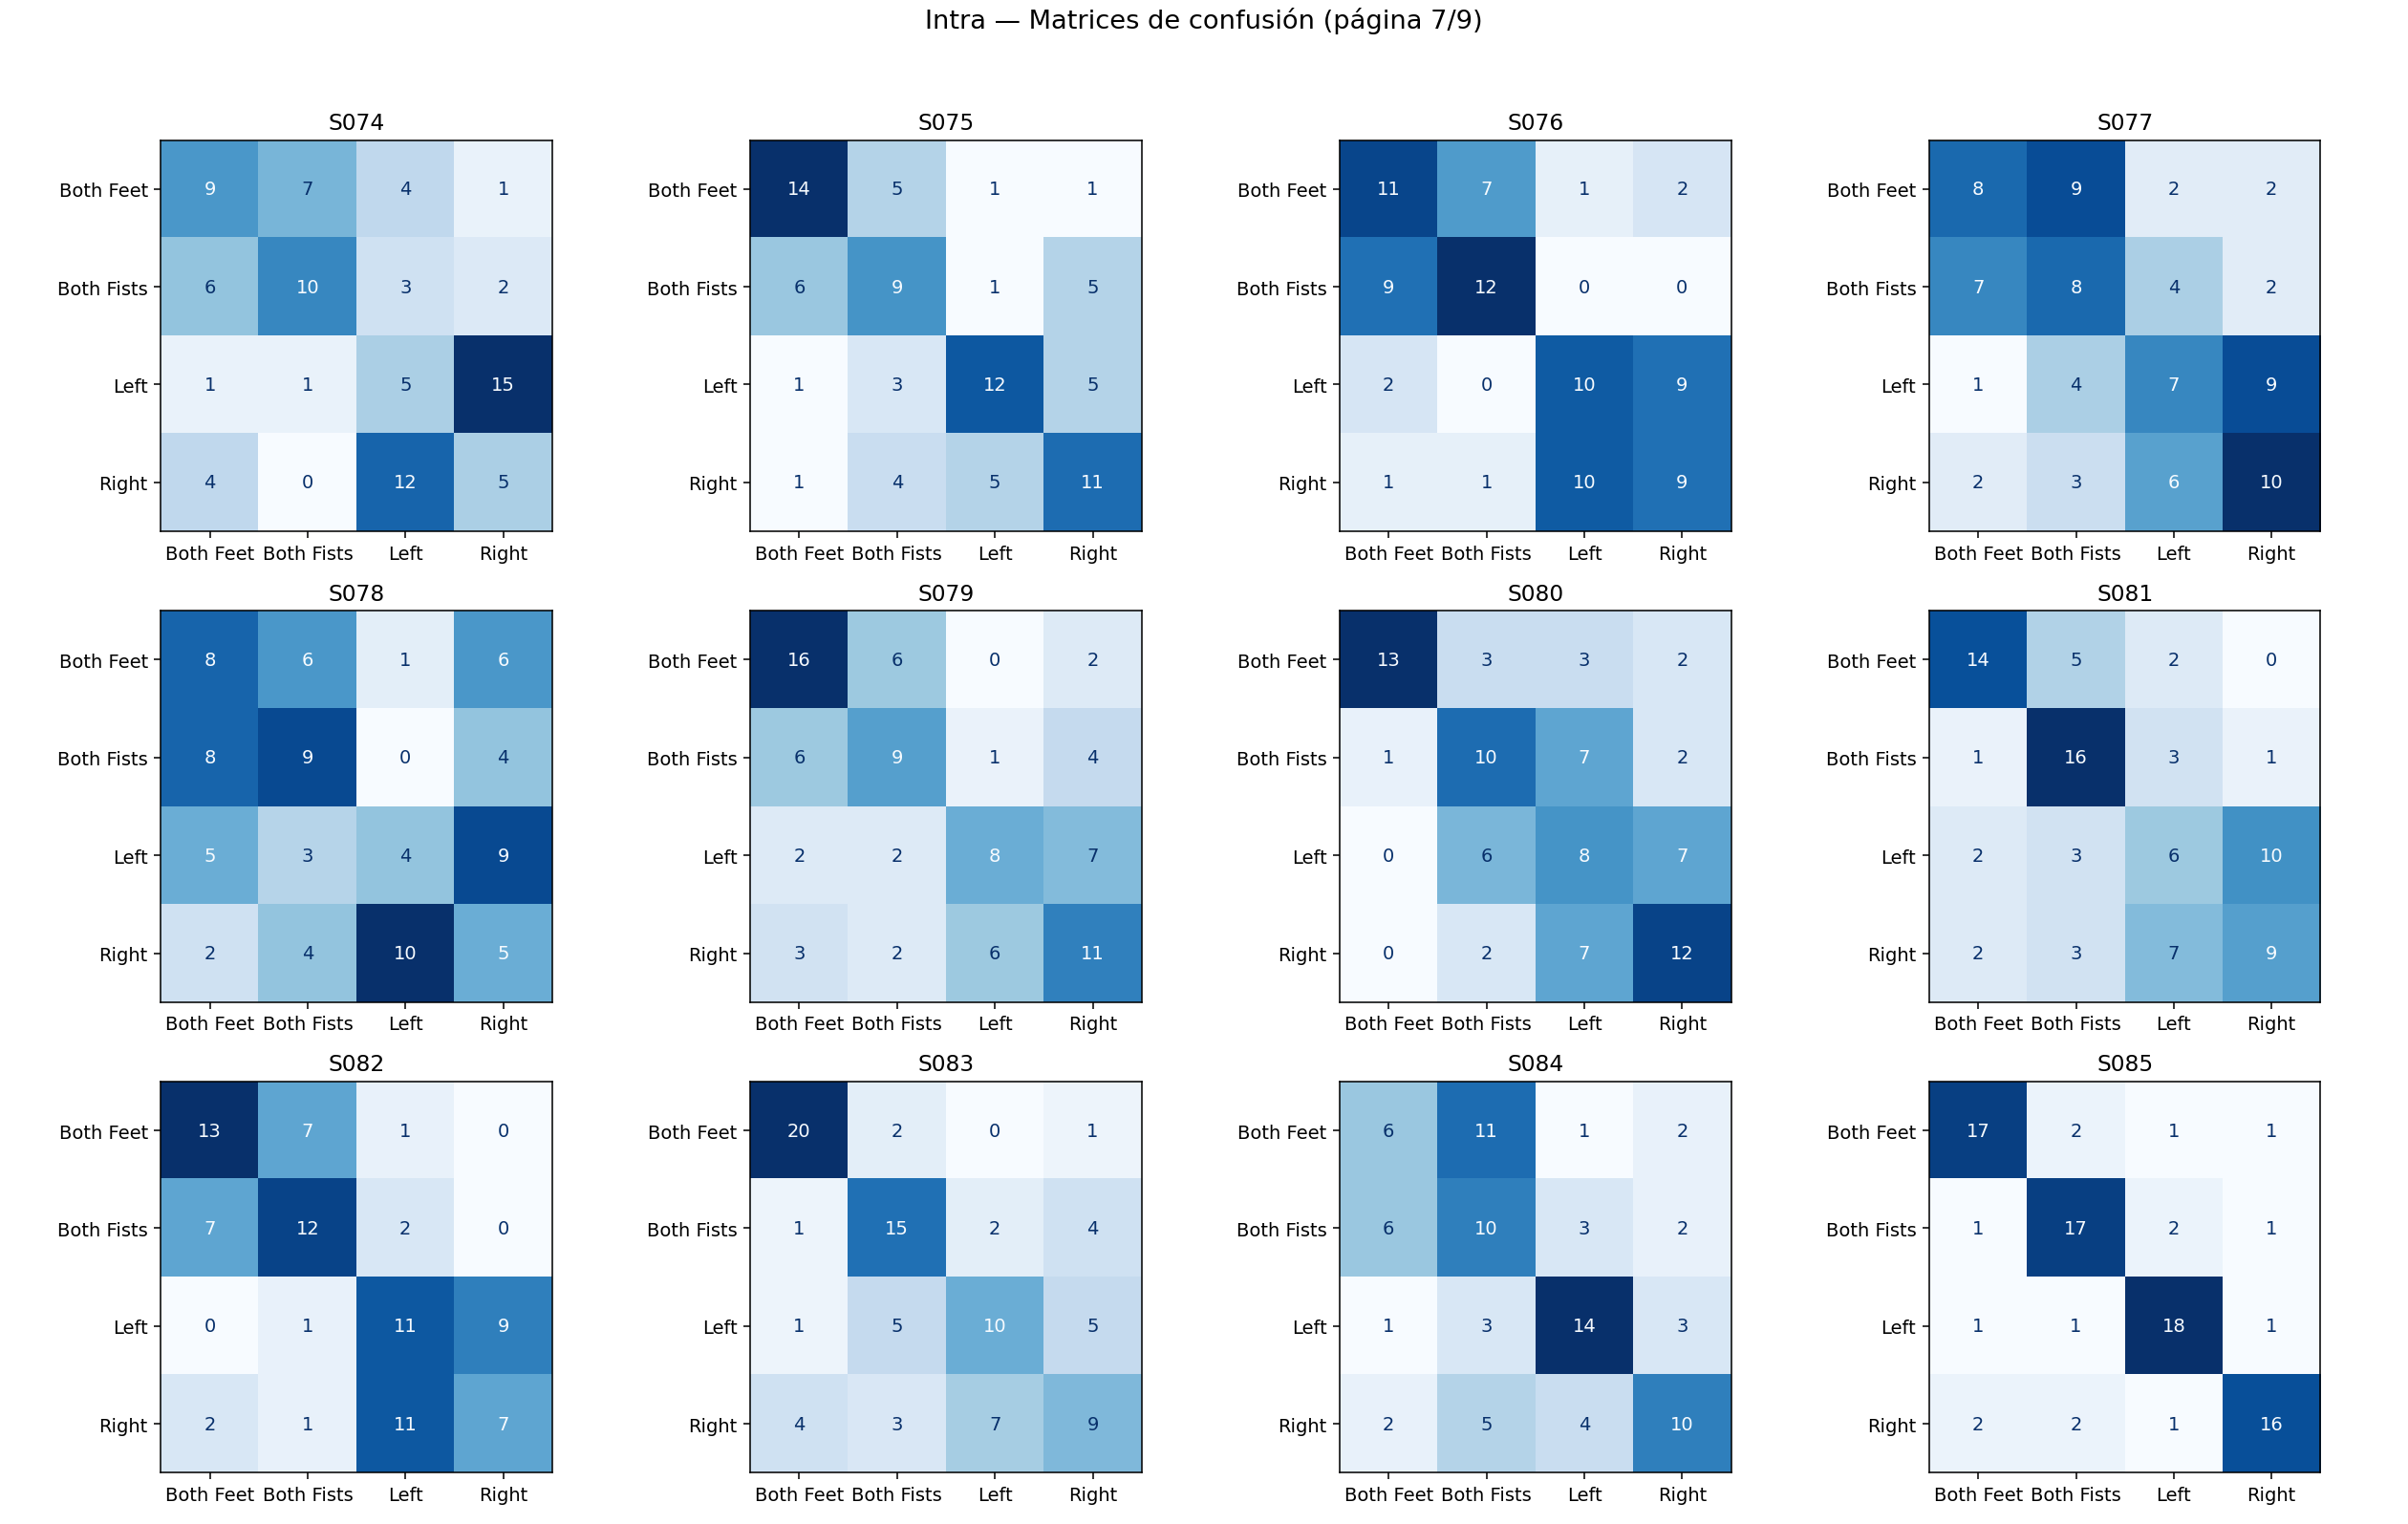 Intra — Matrices de confusión (página 7/9)
S074 S075 S076 S077
Both Feet 9 7 4 1 Both Feet 14 5 1 1 Both Feet 11 7 1 2 Both Feet 8 9 2 2
Both Fists 6 10 3 2 Both Fists 6 9 1 5 Both Fists 9 12 0 0 Both Fists 7 8 4 2
Left 1 1 5 15 Left 1 3 12 5 Left 2 0 10 9 Left 1 4 7 9
Right 4 0 12 5 Right 1 4 5 11 Right 1 1 10 9 Right 2 3 6 10
Both Feet Both Fists Left Right Both Feet Both Fists Left Right Both Feet Both Fists Left Right Both Feet Both Fists Left Right
S078 S079 S080 S081
Both Feet 8 6 1 6 Both Feet 16 6 0 2 Both Feet 13 3 3 2 Both Feet 14 5 2 0
Both Fists 8 9 0 4 Both Fists 6 9 1 4 Both Fists 1 10 7 2 Both Fists 1 16 3 1
Left 5 3 4 9 Left 2 2 8 7 Left 0 6 8 7 Left 2 3 6 10
Right 2 4 10 5 Right 3 2 6 11 Right 0 2 7 12 Right 2 3 7 9
Both Feet Both Fists Left Right Both Feet Both Fists Left Right Both Feet Both Fists Left Right Both Feet Both Fists Left Right
S082 S083 S084 S085
Both Feet 13 7 1 0 Both Feet 20 2 0 1 Both Feet 6 11 1 2 Both Feet 17 2 1 1
Both Fists 7 12 2 0 Both Fists 1 15 2 4 Both Fists 6 10 3 2 Both Fists 1 17 2 1
Left 0 1 11 9 Left 1 5 10 5 Left 1 3 14 3 Left 1 1 18 1
Right 2 1 11 7 Right 4 3 7 9 Right 2 5 4 10 Right 2 2 1 16
Both Feet Both Fists Left Right Both Feet Both Fists Left Right Both Feet Both Fists Left Right Both Feet Both Fists Left Right